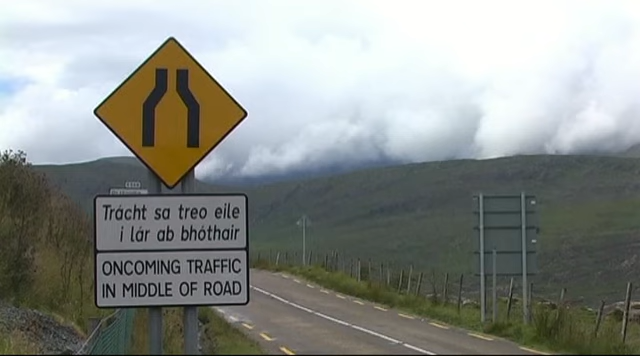 Trácht sa treo eile
i lár ab bhóthair
ONCOMING TRAFFIC
IN MIDDLE OF ROAD